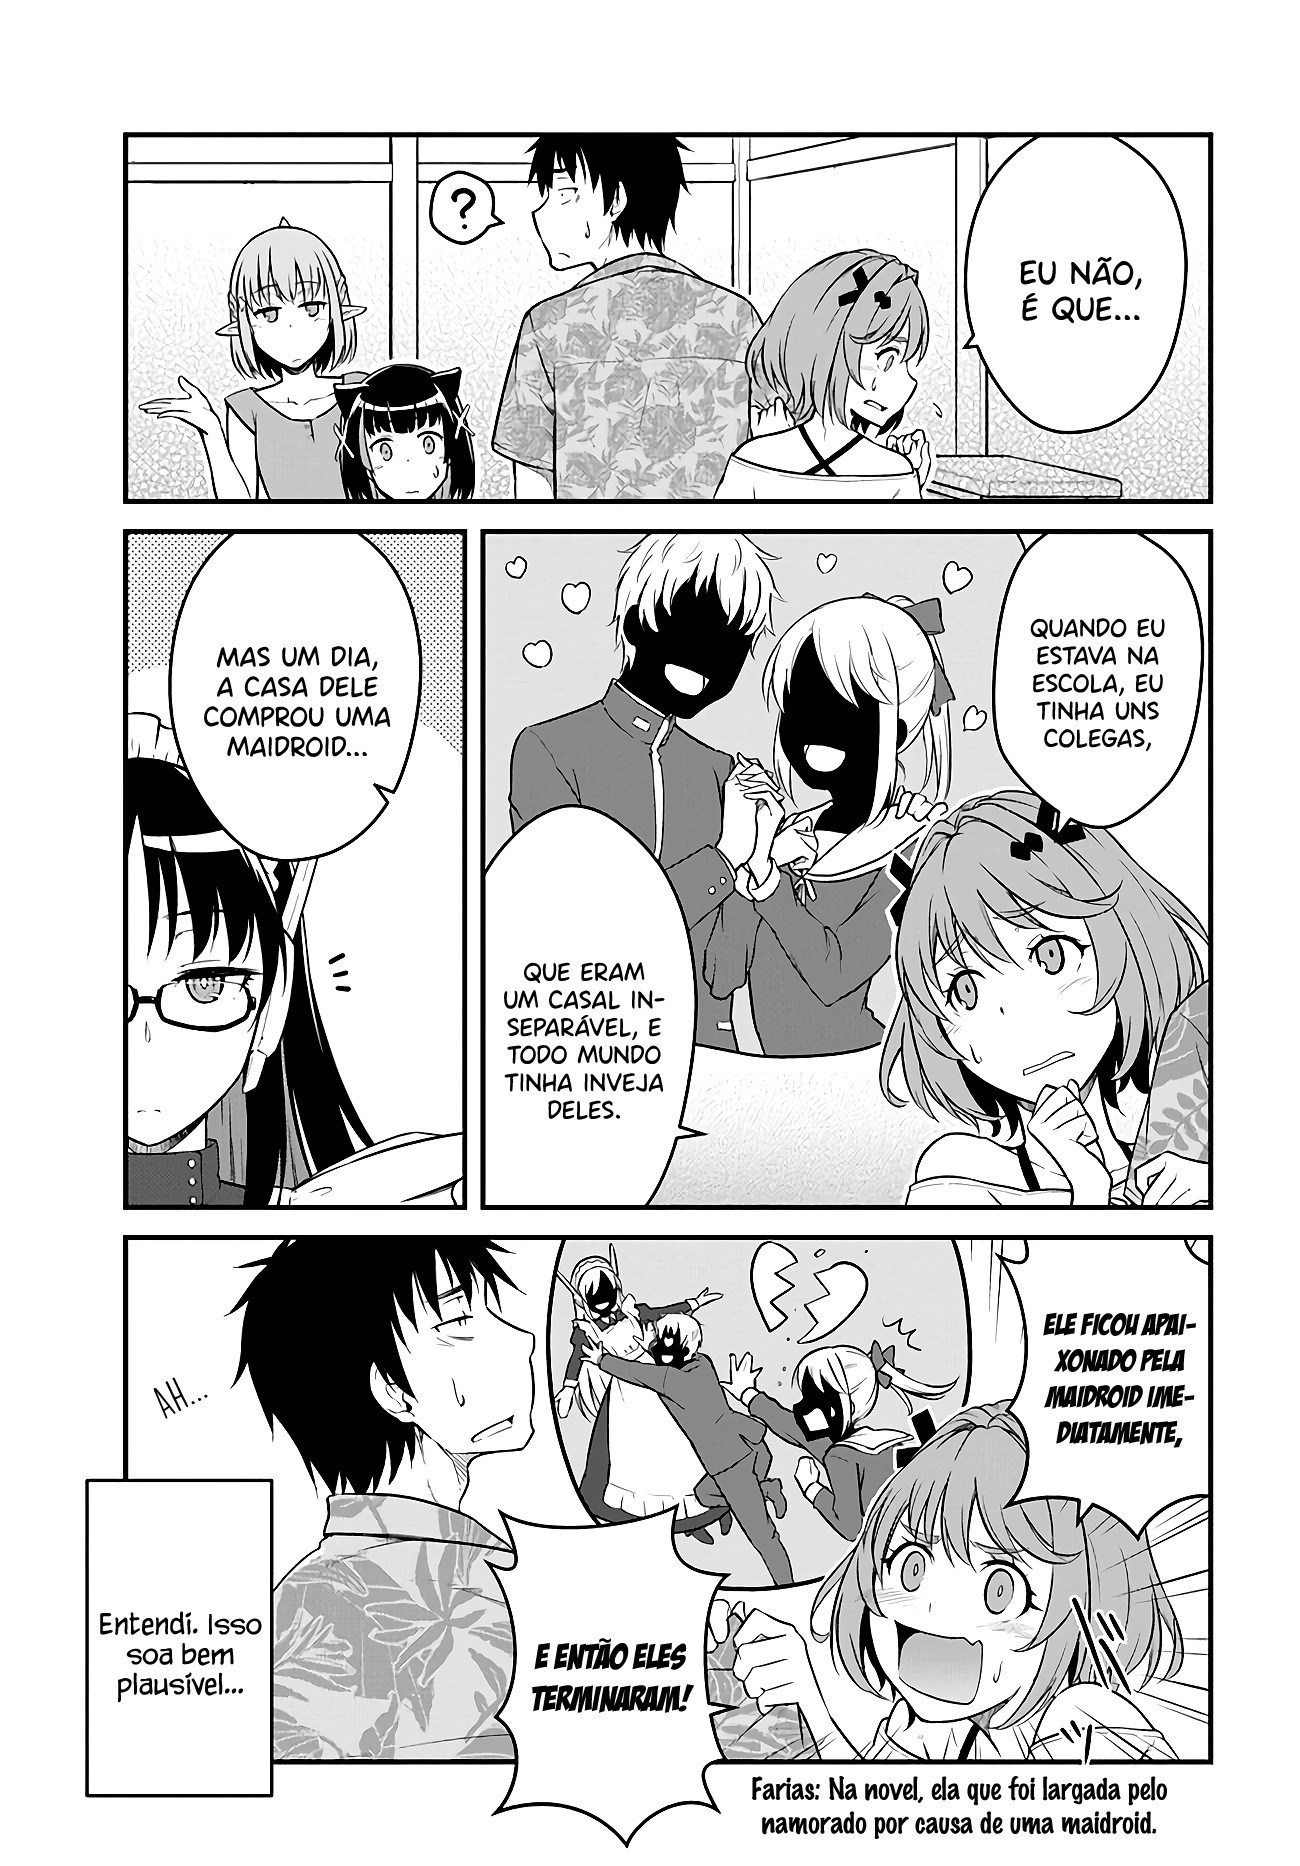 ?
EU NÃO,
É QUE...
QUANDO EU
ESTAVA NA
ESCOLA, EU
TINHA UNS
COLEGAS,
QUE ERAM
UM CASAL IN-
SEPARÁVEL, E
TODO MUNDO
TINHA INVEJA
DELES.
MAS UM DIA,
A CASA DELE
COMPROU UMA
MAIDROID...
ELE FICOU APAI-
XONADO PELA
MAIDROID IME-
DIATAMENTE,
E ENTÃO ELES
TERMINARAM!
AH...
Entendi. Isso
soa bem
plausível...
Farias: Na novel, ela que foi largada pelo
namorado por causa de uma maidroid.